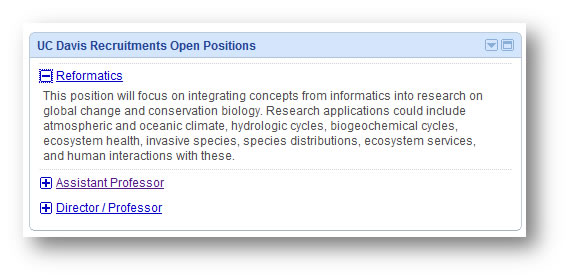 UC Davis Recruitments Open Positions
Reformatics
This position will focus on integrating concepts from informatics into research on
global change and conservation biology. Research applications could include
atmospheric and oceanic climate, hydrologic cycles, biogeochemical cycles,
ecosystem health, invasive species, species distributions, ecosystem services,
and human interactions with these.
Assistant Professor
Director / Professor